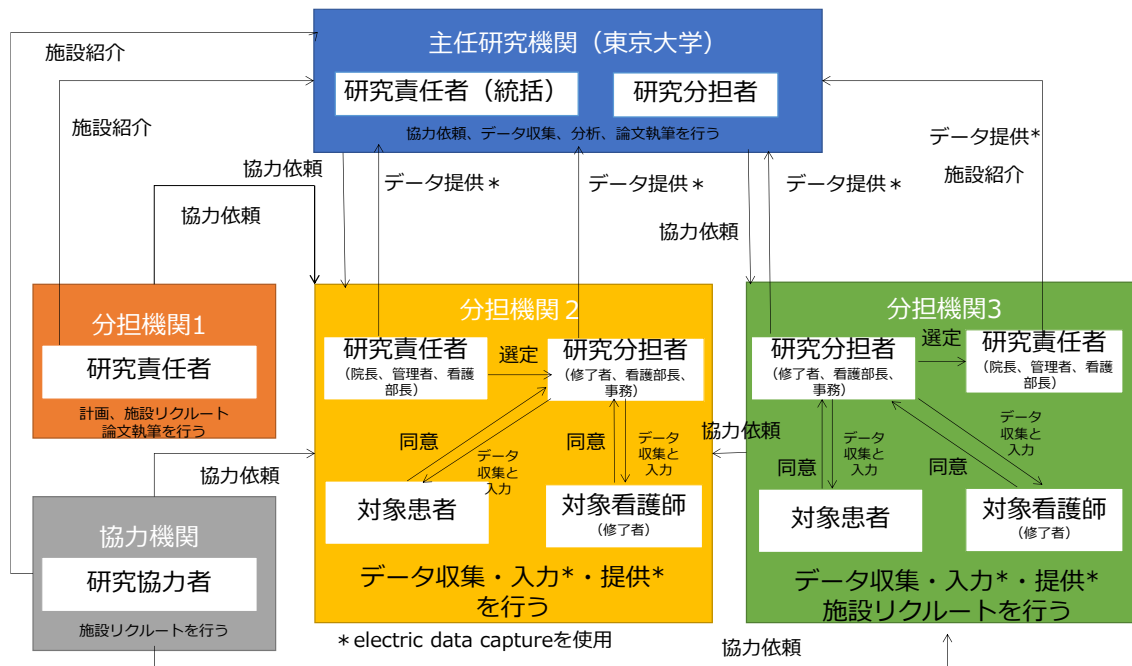 主任研究機関（東京大学）
研究責任者（統括）
研究分担者
協力依頼、データ収集、分析、論文執筆を行う
施設紹介
施設紹介
協力依頼
協力依頼
データ提供＊
データ提供＊
データ提供＊
協力依頼
データ提供*
施設紹介
分担機関1
研究責任者
計画、施設リクルート
論文執筆を行う
分担機関２
研究責任者
（院長、管理者、看護
部長）
選定
研究分担者
（修了者、看護部長、
事務）
同意
データ
収集と
入力
同意
データ
収集と
入力
対象患者
対象看護師
（修了者）
データ収集・入力*・提供*
を行う
分担機関3
研究分担者
（修了者、看護部長、
事務）
選定
研究責任者
（院長、管理者、看護
部長）
協力依頼
同意
データ
収集と
入力
同意
データ
収集と
入力
対象患者
対象看護師
（修了者）
データ収集・入力*・提供*
施設リクルートを行う
協力依頼
協力機関
研究協力者
施設リクルートを行う
＊electric data captureを使用
協力依頼